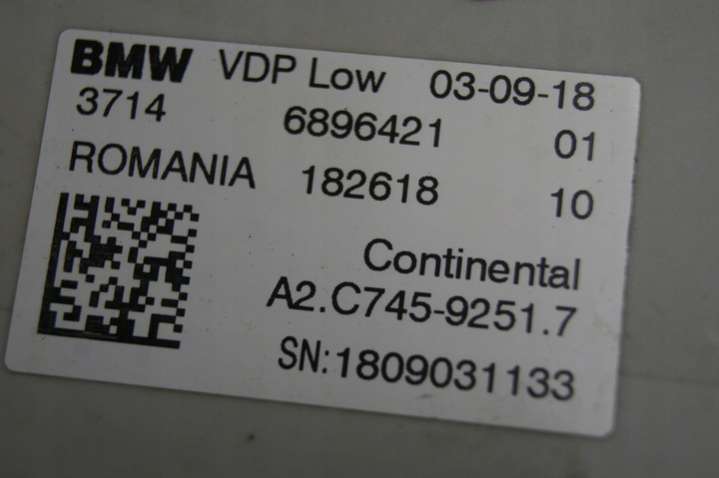 BMW VDP Low 03-09-18
3714 6896421 01
ROMANIA 182618 10
Continental
A2.C745-9251.7
SN:1809031133